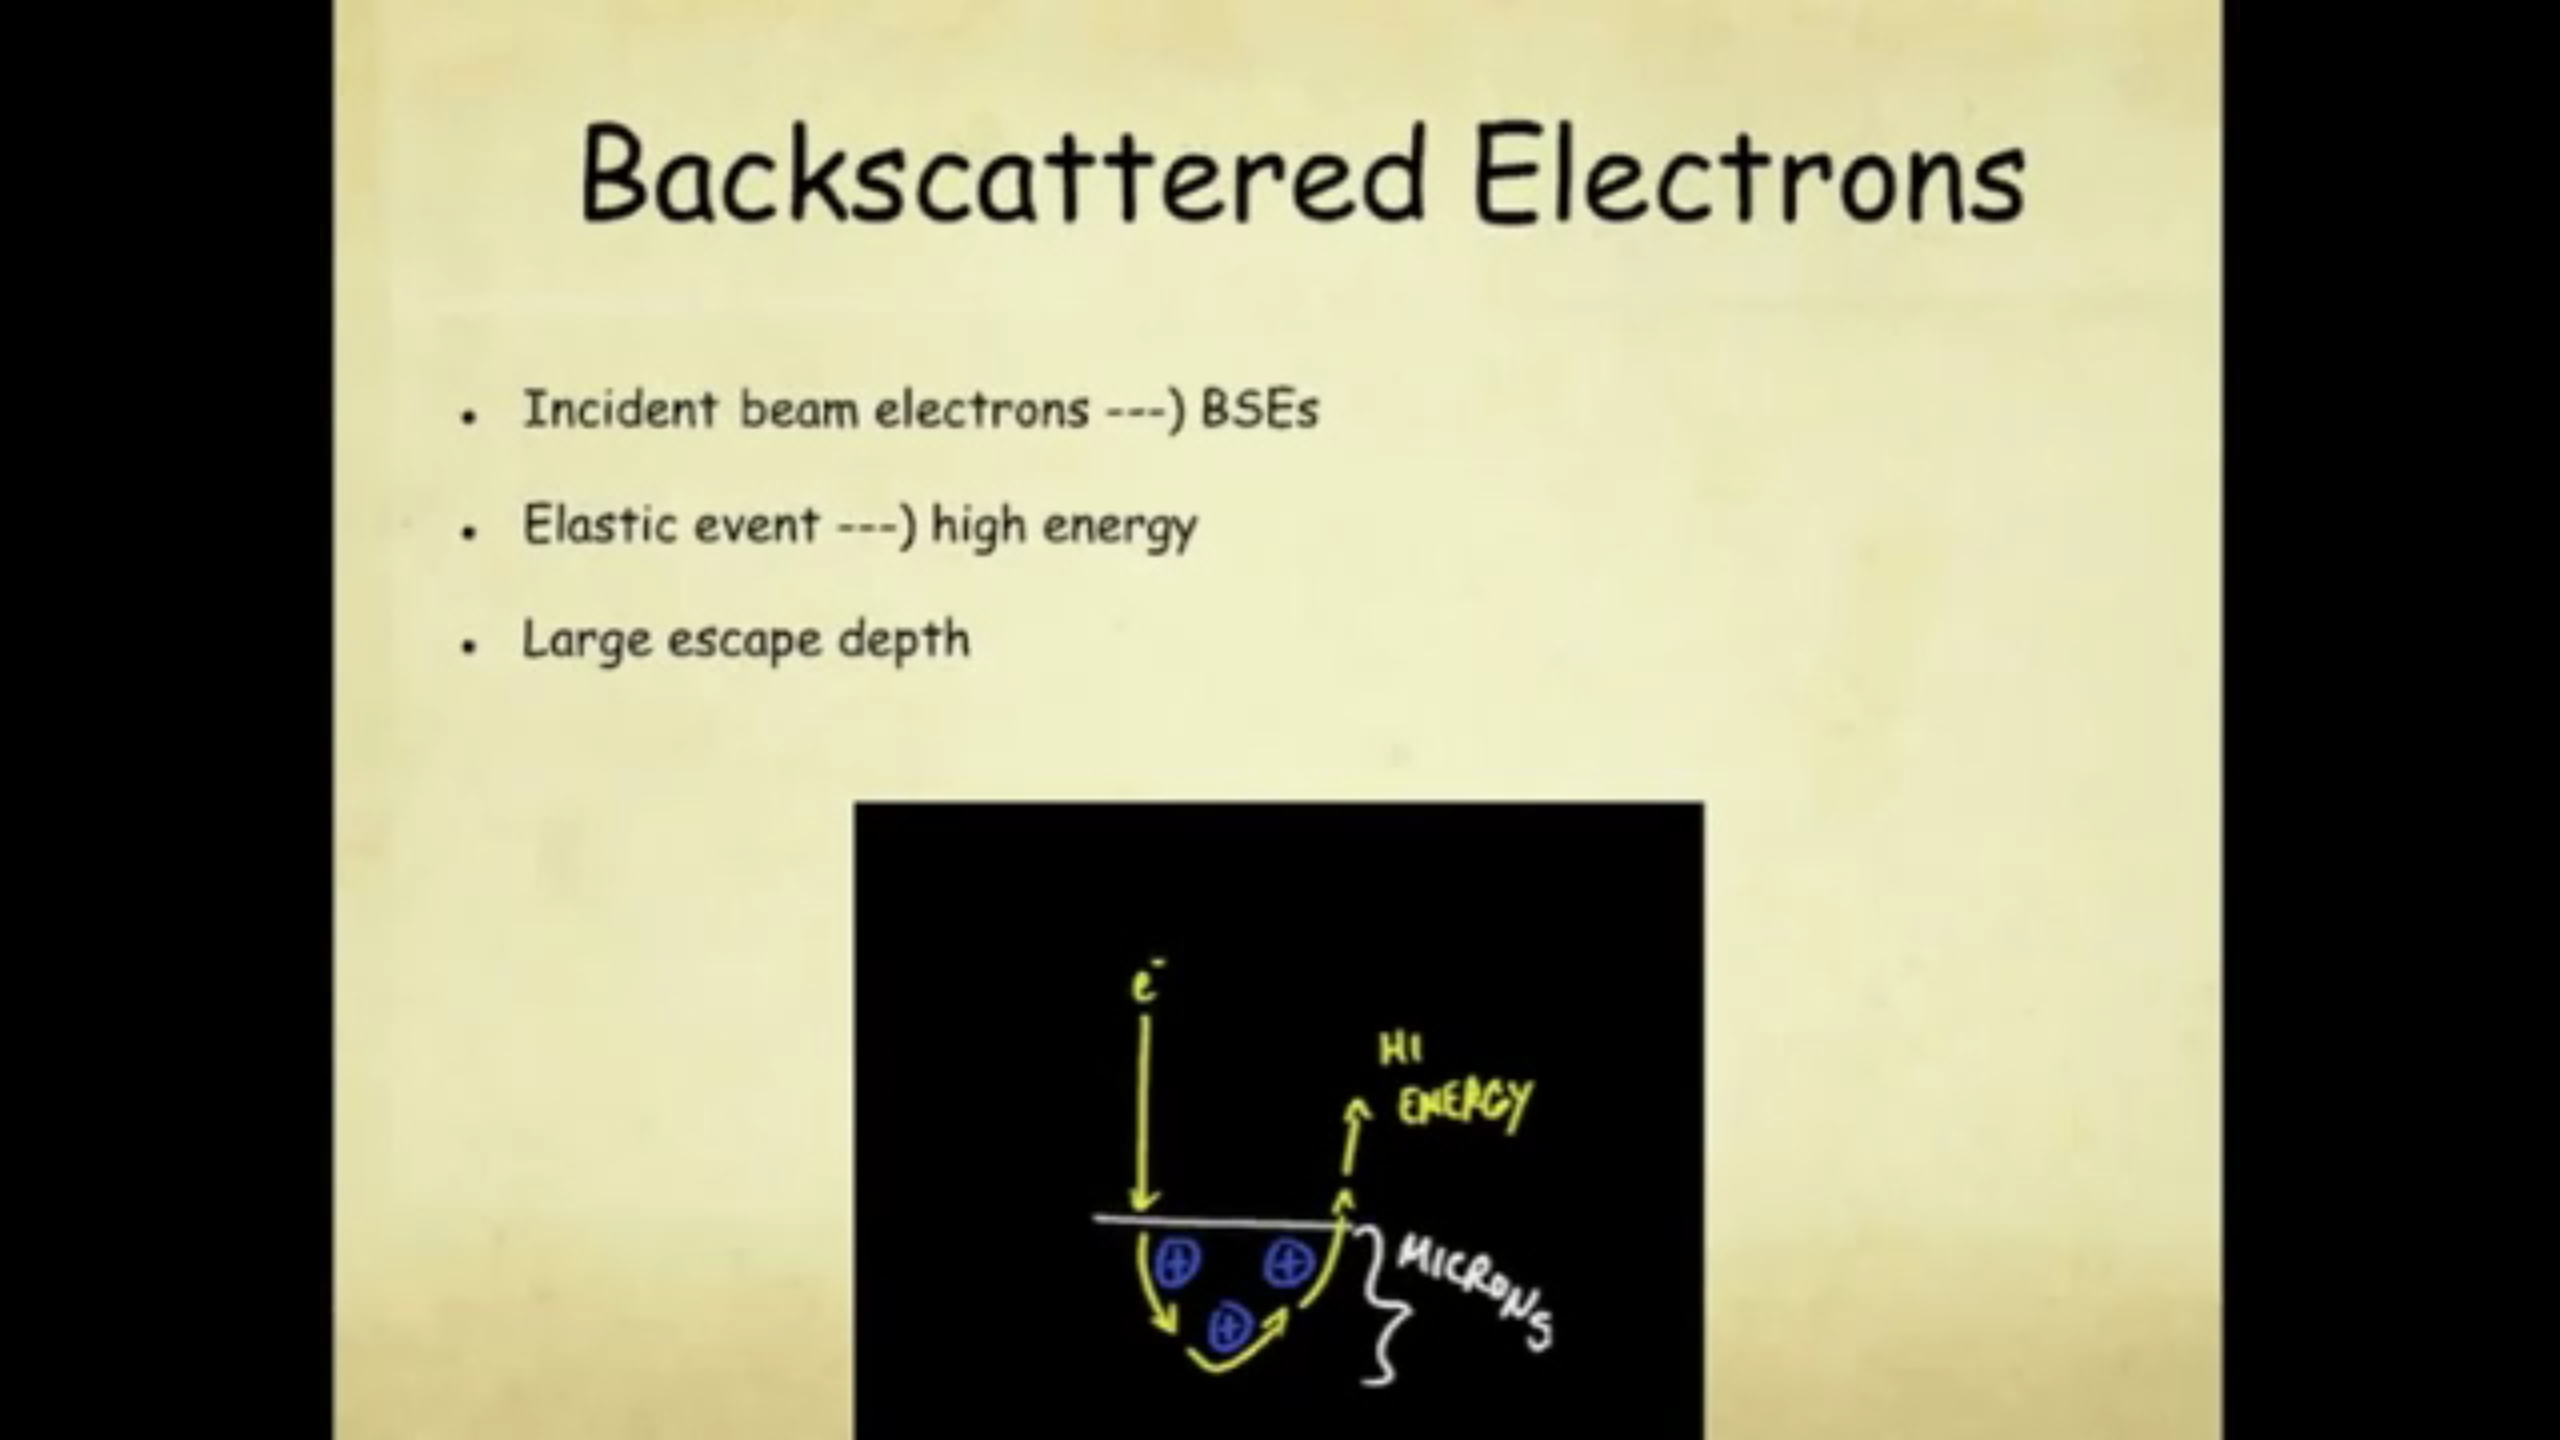 Backscattered Electrons
• Incident beam electrons ---) BSEs
• Elastic event ---) high energy
• Large escape depth
e⁻
HI
ENERGY
+ +
+
MICRONS